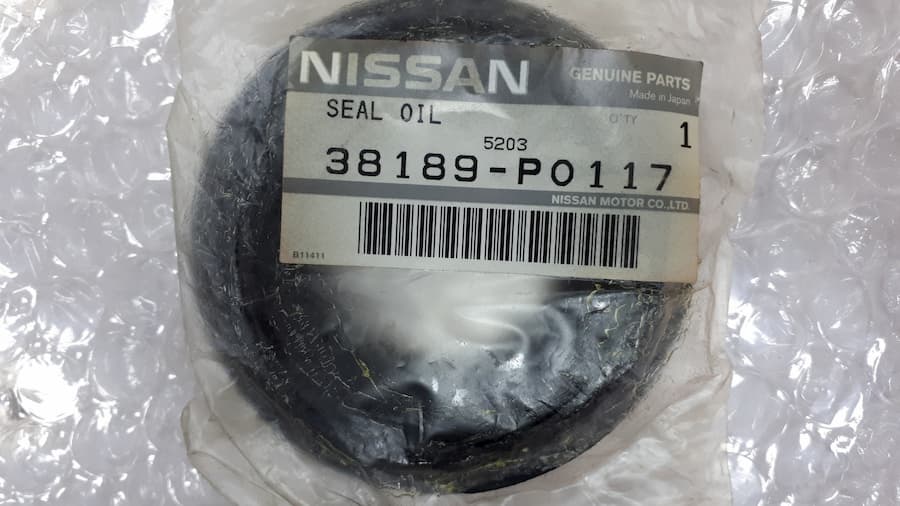 NISSAN
GENUINE PARTS
Made in Japan
SEAL OIL
Q'TY
1
5203
38189-P0117
NISSAN MOTOR CO.,LTD.
B11411